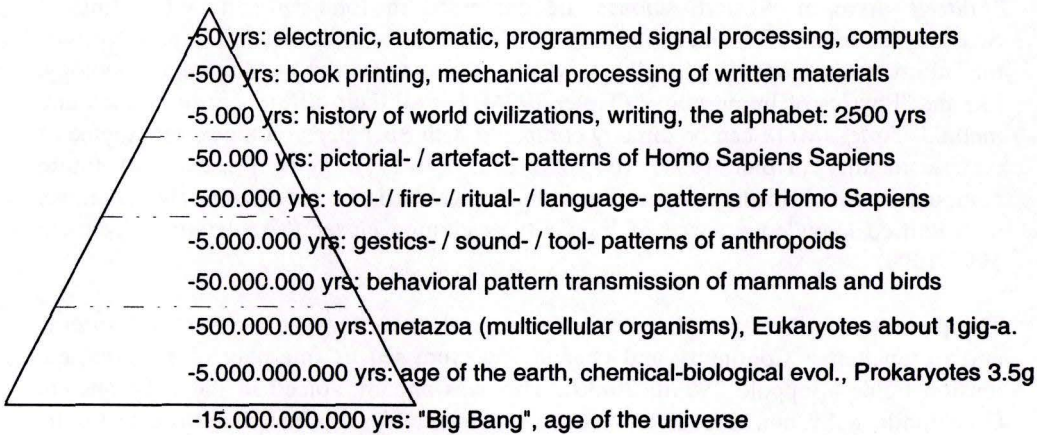 -50 yrs: electronic, automatic, programmed signal processing, computers
-500 yrs: book printing, mechanical processing of written materials
-5.000 yrs: history of world civilizations, writing, the alphabet: 2500 yrs
-50.000 yrs: pictorial- / artefact- patterns of Homo Sapiens Sapiens
-500.000 yrs: tool- / fire- / ritual- / language- patterns of Homo Sapiens
-5.000.000 yrs: gestics- / sound- / tool- patterns of anthropoids
-50.000.000 yrs: behavioral pattern transmission of mammals and birds
-500.000.000 yrs: metazoa (multicellular organisms), Eukaryotes about 1gig-a.
-5.000.000.000 yrs: age of the earth, chemical-biological evol., Prokaryotes 3.5g
-15.000.000.000 yrs: "Big Bang", age of the universe